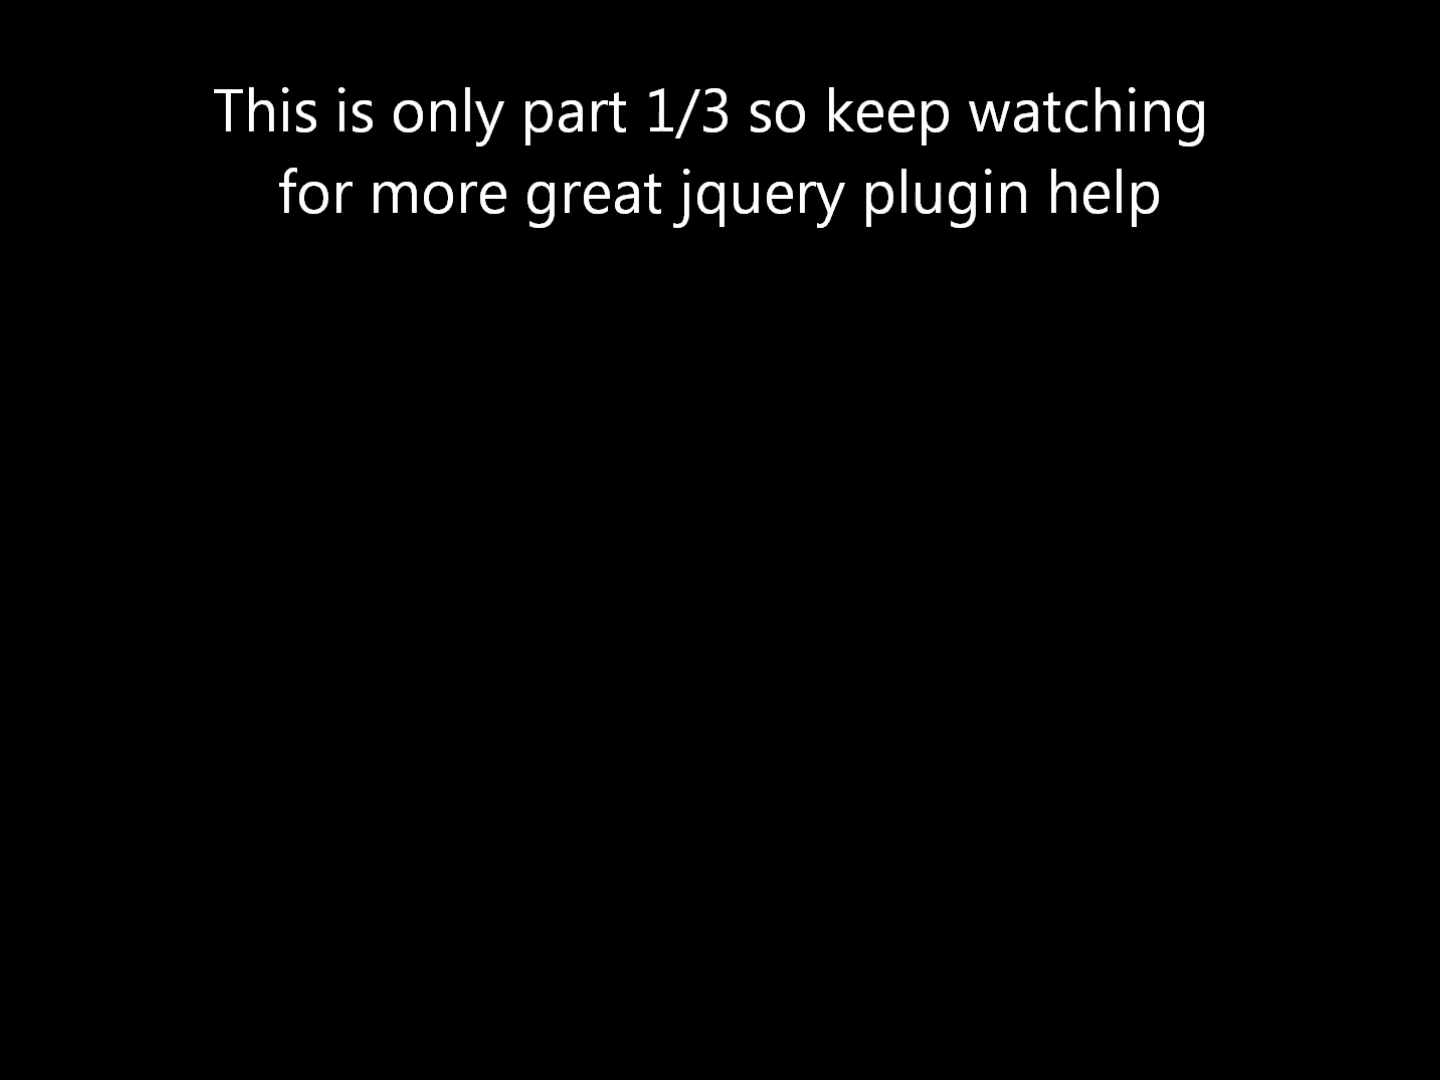 This is only part 1/3 so keep watching
for more great jquery plugin help